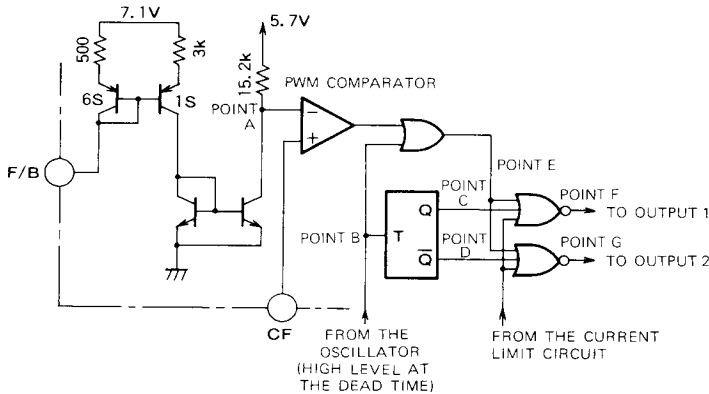 7.1V
5.7V
500
3k
15.2k
PWM COMPARATOR
6S
1S
POINT
A
−
+
F/B
POINT E
POINT
C
POINT F
Q
TO OUTPUT 1
POINT B
T
POINT
D
POINT G
Q̅
TO OUTPUT 2
CF
FROM THE
OSCILLATOR
(HIGH LEVEL AT
THE DEAD TIME)
FROM THE CURRENT
LIMIT CIRCUIT